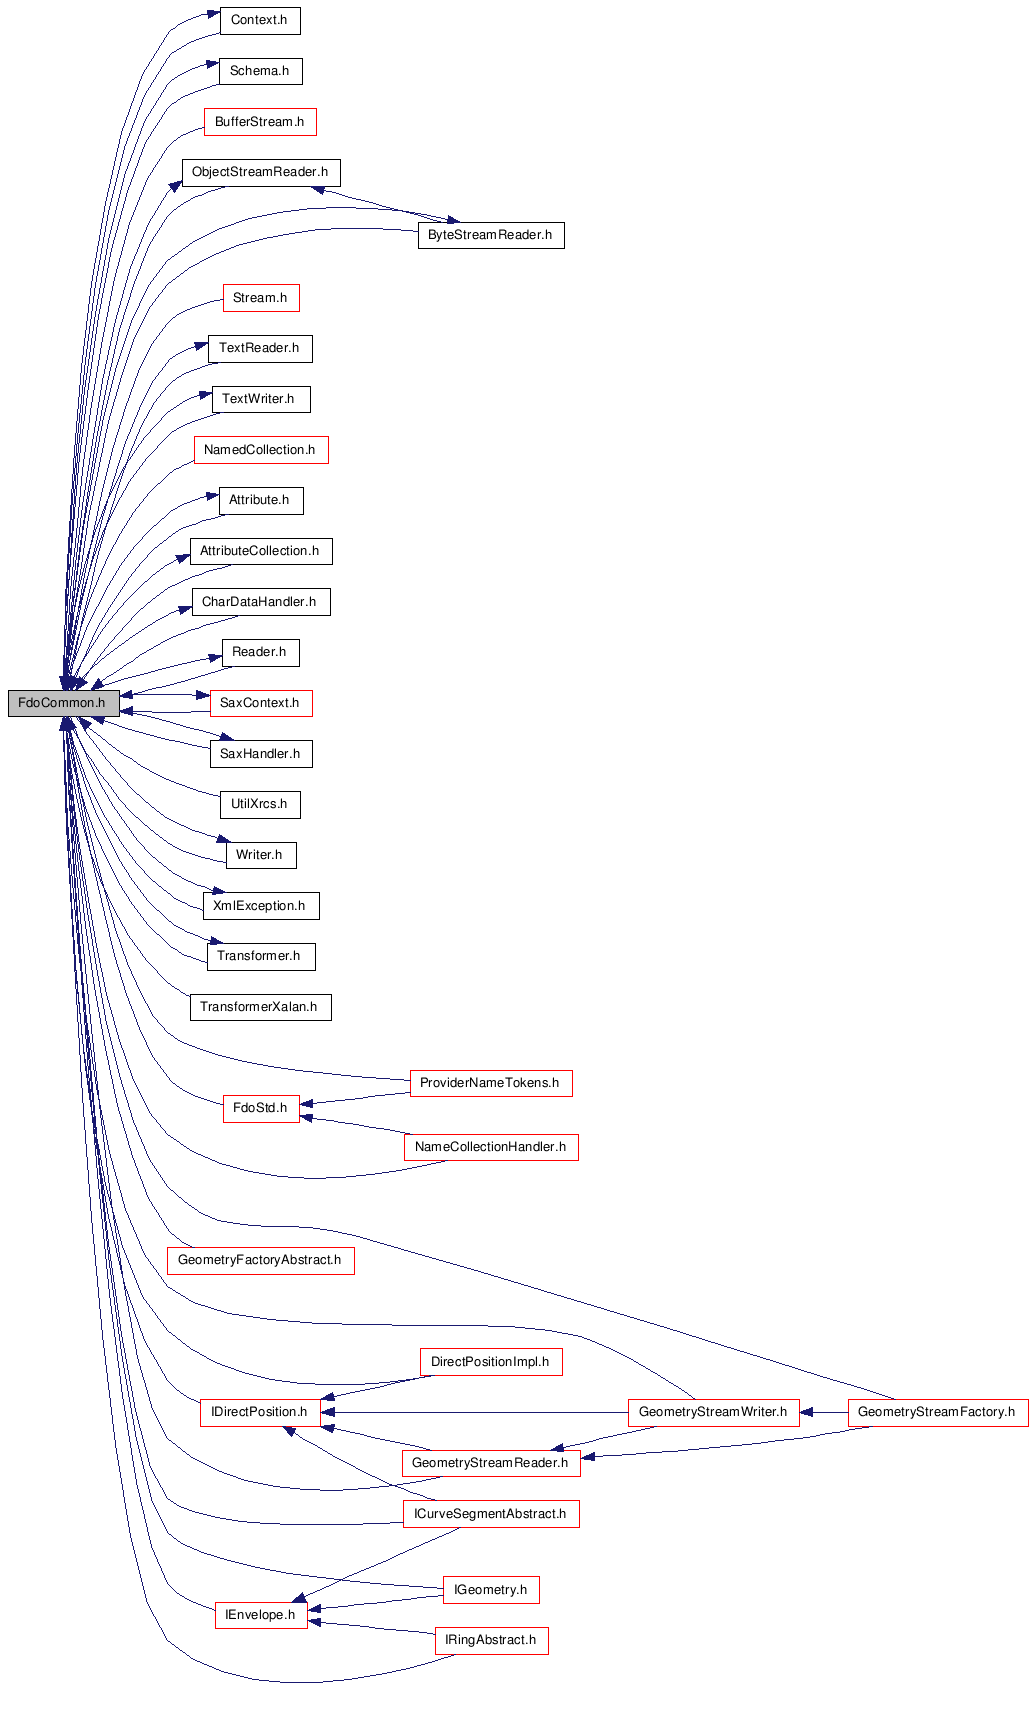 Context.h
Schema.h
BufferStream.h
ObjectStreamReader.h
ByteStreamReader.h
Stream.h
TextReader.h
TextWriter.h
NamedCollection.h
Attribute.h
AttributeCollection.h
CharDataHandler.h
Reader.h
FdoCommon.h
SaxContext.h
SaxHandler.h
UtilXrcs.h
Writer.h
XmlException.h
Transformer.h
TransformerXalan.h
ProviderNameTokens.h
FdoStd.h
NameCollectionHandler.h
GeometryFactoryAbstract.h
DirectPositionImpl.h
IDirectPosition.h
GeometryStreamWriter.h
GeometryStreamFactory.h
GeometryStreamReader.h
ICurveSegmentAbstract.h
IGeometry.h
IEnvelope.h
IRingAbstract.h